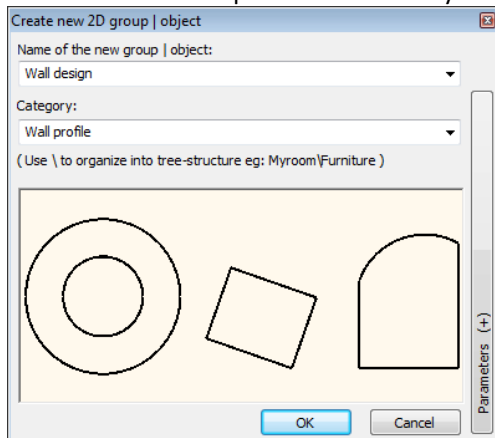 Create new 2D group | object
Name of the new group | object:
Wall design
Category:
Wall profile
( Use \ to organize into tree-structure eg: Myroom\Furniture )
Parameters (+)
OK
Cancel